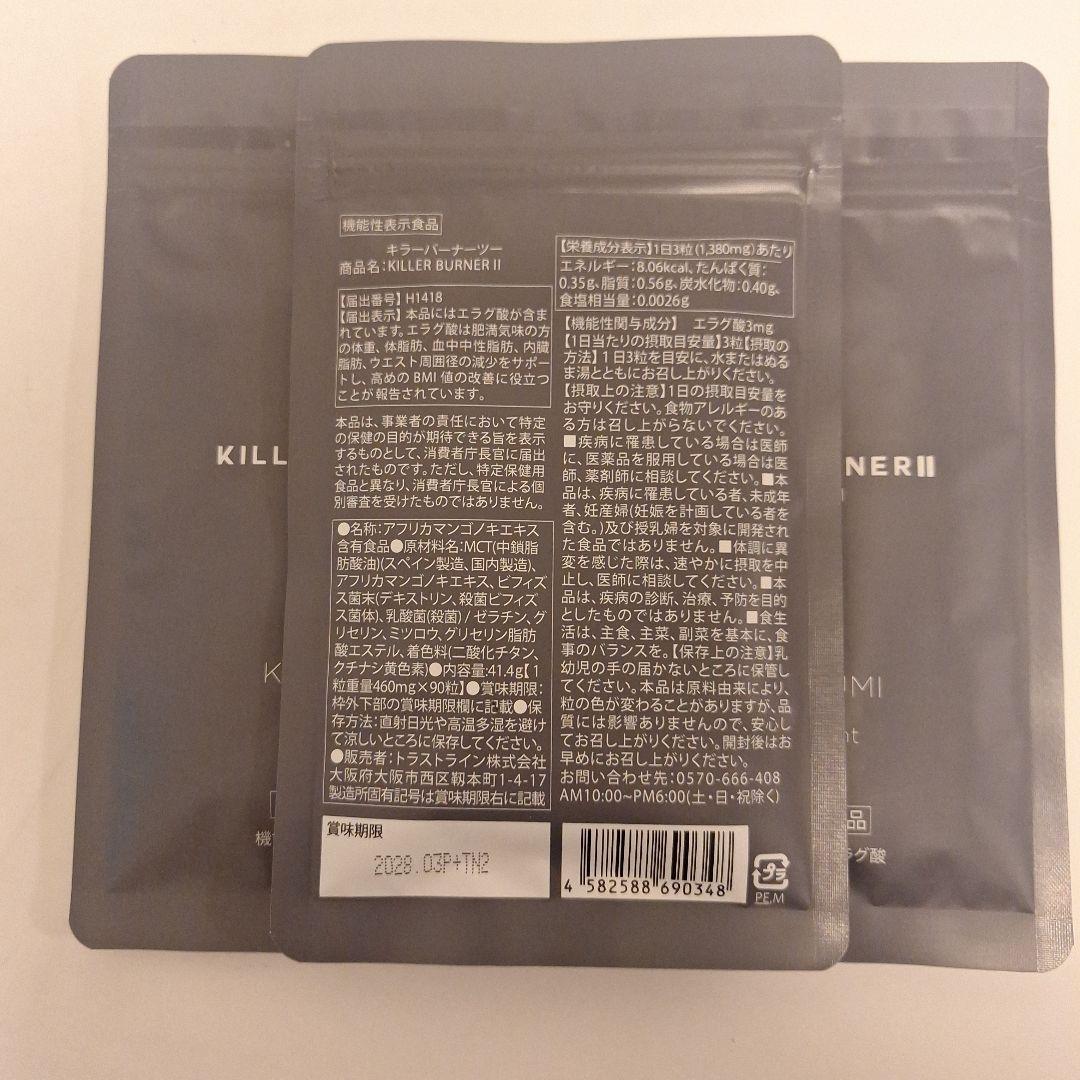 機能性表示食品
キラーバーナーツー
商品名:KILLER BURNER II
【届出番号】H1418
【届出表示】本品にはエラグ酸が含ま
れています。エラグ酸は肥満気味の方
の体重、体脂肪、血中中性脂肪、内臓
脂肪、ウエスト周囲径の減少をサポー
トし、高めの BMI 値の改善に役立つ
ことが報告されています。
本品は、事業者の責任において特定
の保健の目的が期待できる旨を表示
するものとして、消費者庁長官に届出
されたものです。ただし、特定保健用
食品と異なり、消費者庁長官による個
別審査を受けたものではありません。
●名称:アフリカマンゴノキエキス
含有食品●原材料名:MCT(中鎖脂
肪酸油)(スペイン製造、国内製造)、
アフリカマンゴノキエキス、ビフィズ
ス菌末(デキストリン、殺菌ビフィズ
ス菌体)、乳酸菌(殺菌) / ゼラチン、グ
リセリン、ミツロウ、グリセリン脂肪
酸エステル、着色料(二酸化チタン、
クチナシ黄色素)●内容量:41.4g【1
粒重量460mg×90粒】●賞味期限:
枠外下部の賞味期限欄に記載●保
存方法:直射日光や高温多湿を避け
て涼しいところに保存してください。
●販売者:トラストライン株式会社
大阪府大阪市西区靱本町1-4-17
製造所固有記号は賞味期限右に記載
賞味期限
2028.03P+TN2
【栄養成分表示】1日3粒(1,380mg)あたり
エネルギー:8.06kcal、たんぱく質:
0.35g、脂質:0.56g、炭水化物:0.40g、
食塩相当量:0.0026g
【機能性関与成分】 エラグ酸3mg
【1日当たりの摂取目安量】3粒【摂取の
方法】1日3粒を目安に、水またはぬる
ま湯とともにお召し上がりください。
【摂取上の注意】1日の摂取目安量を
お守りください。食物アレルギーのあ
る方は召し上がらないでください。
■疾病に罹患している場合は医師
に、医薬品を服用している場合は医
師、薬剤師に相談してください。■本
品は、疾病に罹患している者、未成年
者、妊産婦(妊娠を計画している者を
含む。)及び授乳婦を対象に開発され
た食品ではありません。■体調に異
変を感じた際は、速やかに摂取を中
止し、医師に相談してください。■本
品は、疾病の診断、治療、予防を目的
としたものではありません。■食生
活は、主食、主菜、副菜を基本に、食
事のバランスを。【保存上の注意】乳
幼児の手の届かないところに保管し
てください。本品は原料由来により、
粒の色が変わることがありますが、品
質には影響ありませんので、安心し
てお召し上がりください。開封後はお
早めにお召し上がりください。
お問い合わせ先:0570-666-408
AM10:00~PM6:00(土・日・祝除く)
4 582588 690348
プラ
PE,M
KILL
K
機
NER II
UMI
nt
品
ラグ酸